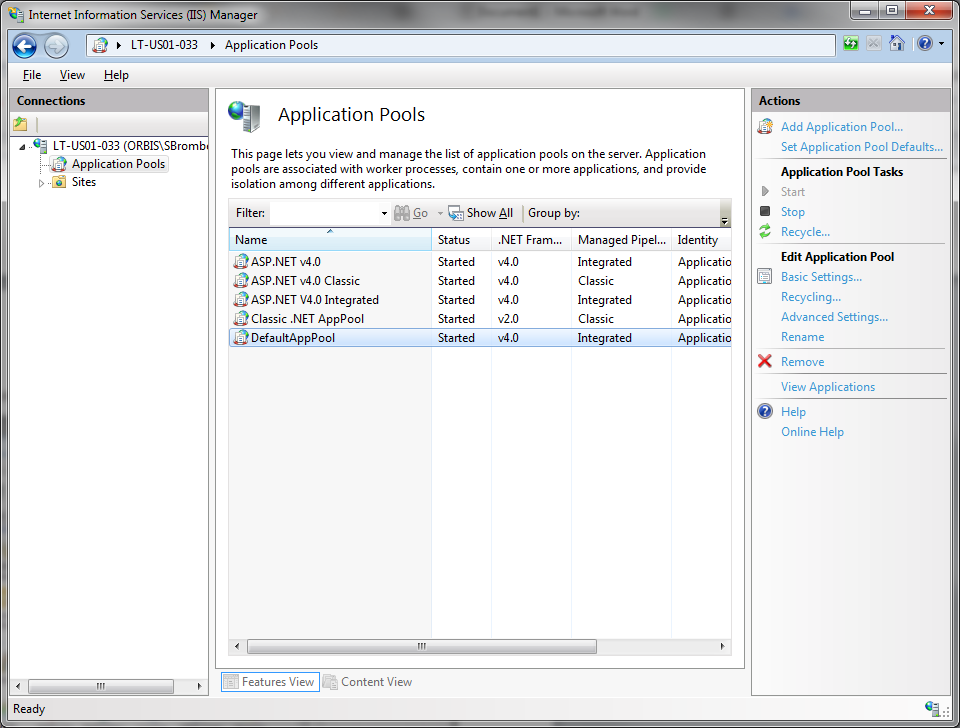 Internet Information Services (IIS) Manager
LT-US01-033 Application Pools
File View Help
Connections
LT-US01-033 (ORBIS\SBrombe
Application Pools
Sites
Application Pools
This page lets you view and manage the list of application pools on the server. Application
pools are associated with worker processes, contain one or more applications, and provide
isolation among different applications.
Filter: Go Show All Group by:
Name Status .NET Fram... Managed Pipel... Identity
ASP.NET v4.0 Started v4.0 Integrated Applicatio
ASP.NET v4.0 Classic Started v4.0 Classic Applicatio
ASP.NET V4.0 Integrated Started v4.0 Integrated Applicatio
Classic .NET AppPool Started v2.0 Classic Applicatio
DefaultAppPool Started v4.0 Integrated Applicatio
Features View Content View
Actions
Add Application Pool...
Set Application Pool Defaults...
Application Pool Tasks
Start
Stop
Recycle...
Edit Application Pool
Basic Settings...
Recycling...
Advanced Settings...
Rename
Remove
View Applications
Help
Online Help
Ready